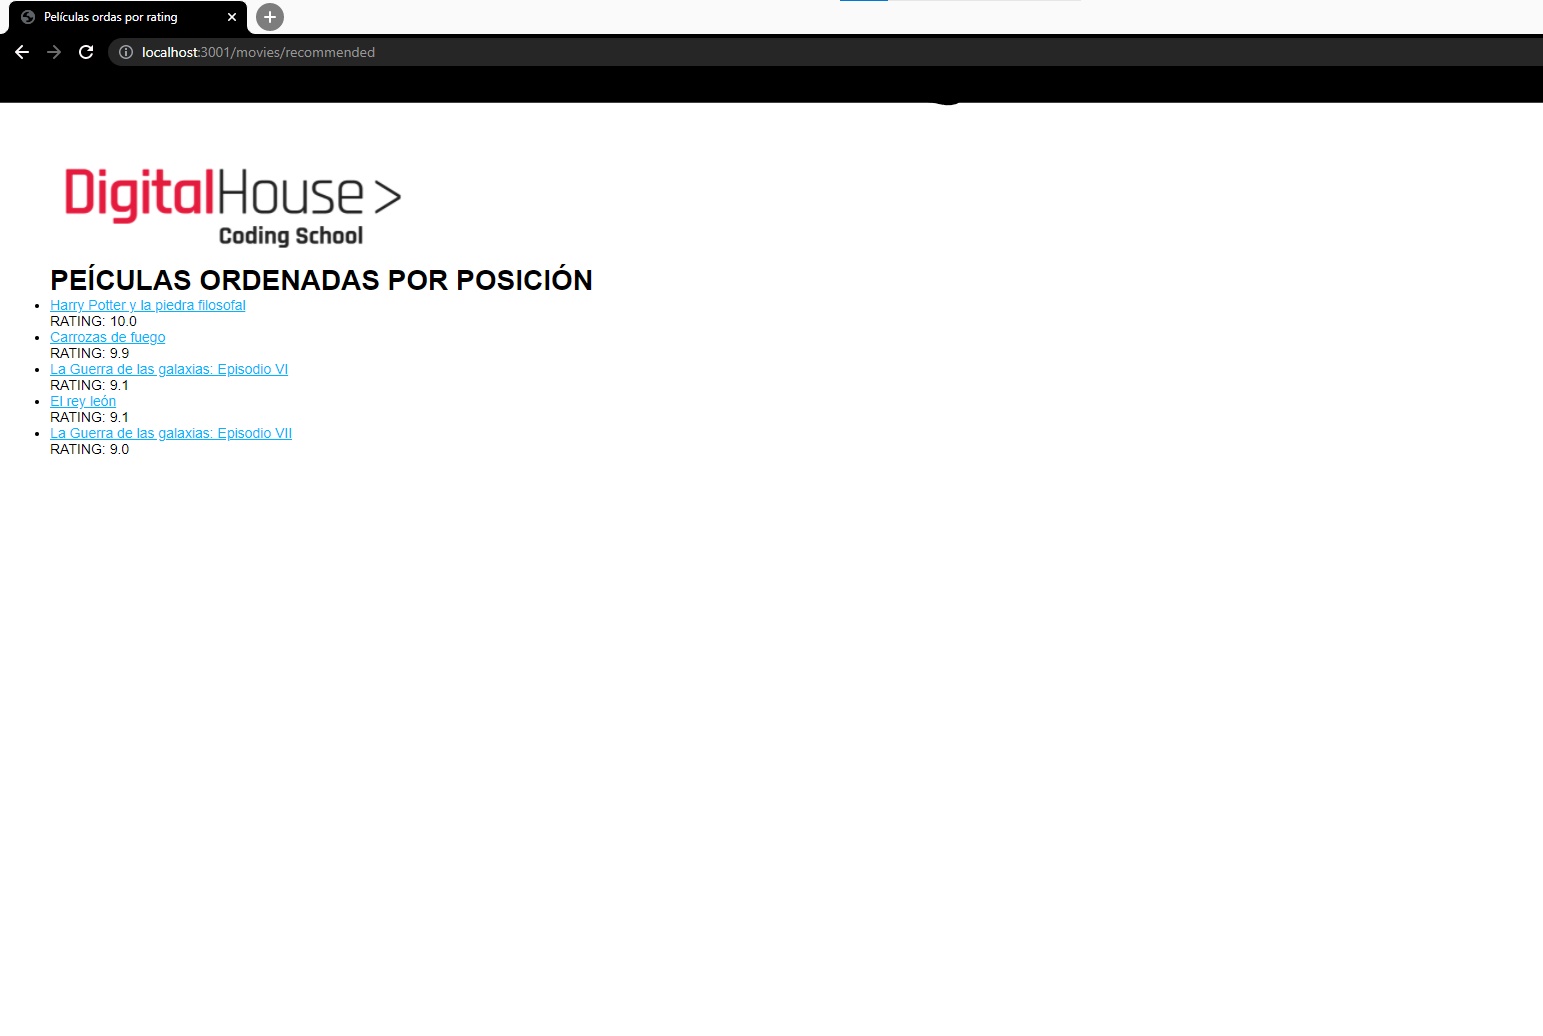 Películas ordas por rating
localhost:3001/movies/recommended
DigitalHouse >
Coding School
PEÍCULAS ORDENADAS POR POSICIÓN
Harry Potter y la piedra filosofal
RATING: 10.0
Carrozas de fuego
RATING: 9.9
La Guerra de las galaxias: Episodio VI
RATING: 9.1
El rey león
RATING: 9.1
La Guerra de las galaxias: Episodio VII
RATING: 9.0